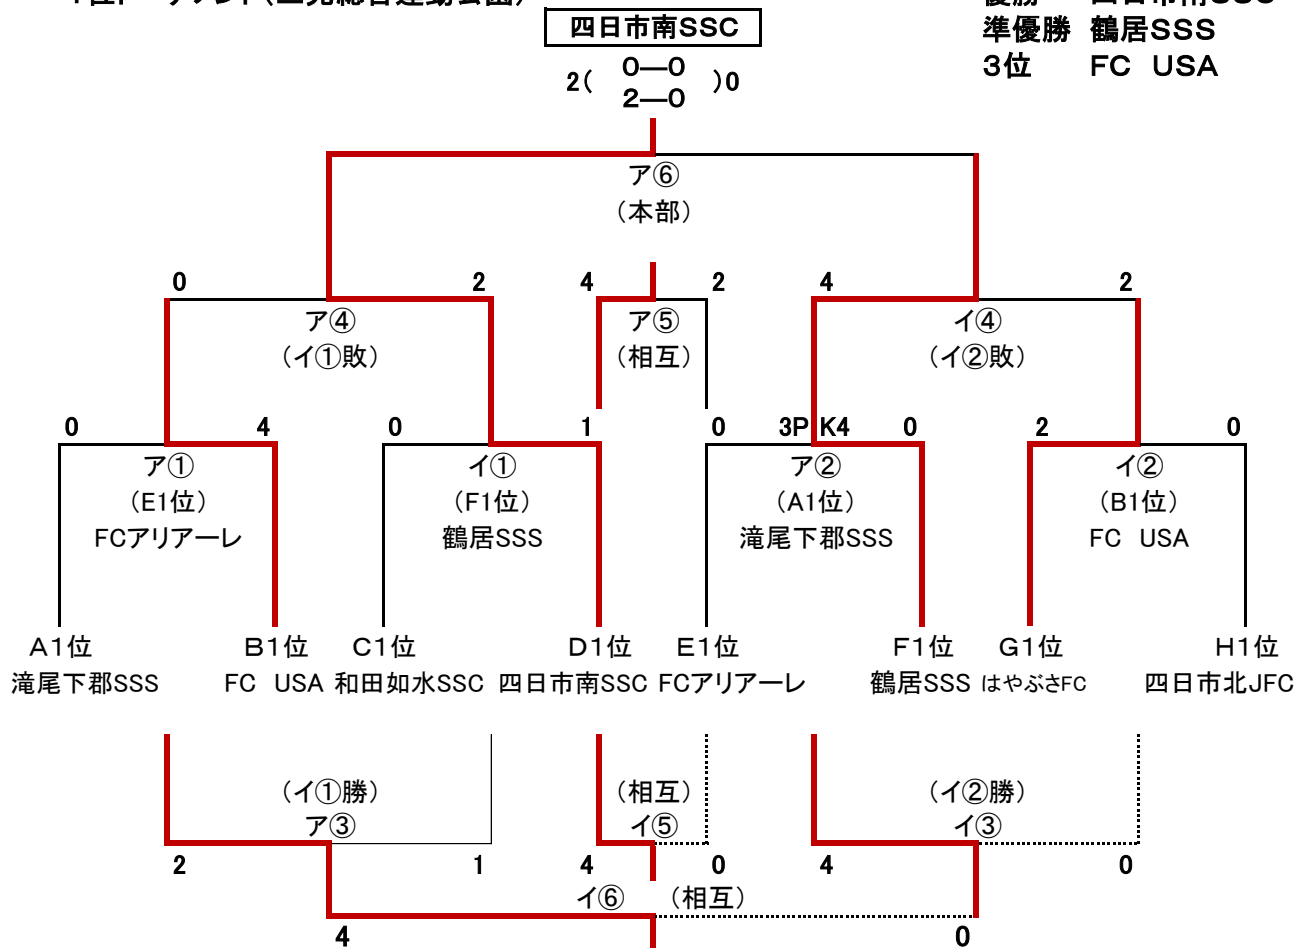 四日市南SSC
準優勝 鶴居SSS
3位 FC USA
2( 0―0 )0
2―0
ア⑥
(本部)
0 2 4 2 4 2
ア④ ア⑤ イ④
(イ①敗) (相互) (イ②敗)
0 4 0 1 0 3PK4 0 2 0
ア① イ① ア② イ②
(E1位) (F1位) (A1位) (B1位)
FCアリアーレ 鶴居SSS 滝尾下郡SSS FC USA
A1位 B1位 C1位 D1位 E1位 F1位 G1位 H1位
滝尾下郡SSS FC USA 和田如水SSC 四日市南SSC FCアリアーレ 鶴居SSS はやぶさFC 四日市北JFC
(イ①勝) (相互) (イ②勝)
ア③ イ⑤ イ③
2 1 4 0 4 0
イ⑥ (相互)
4 0